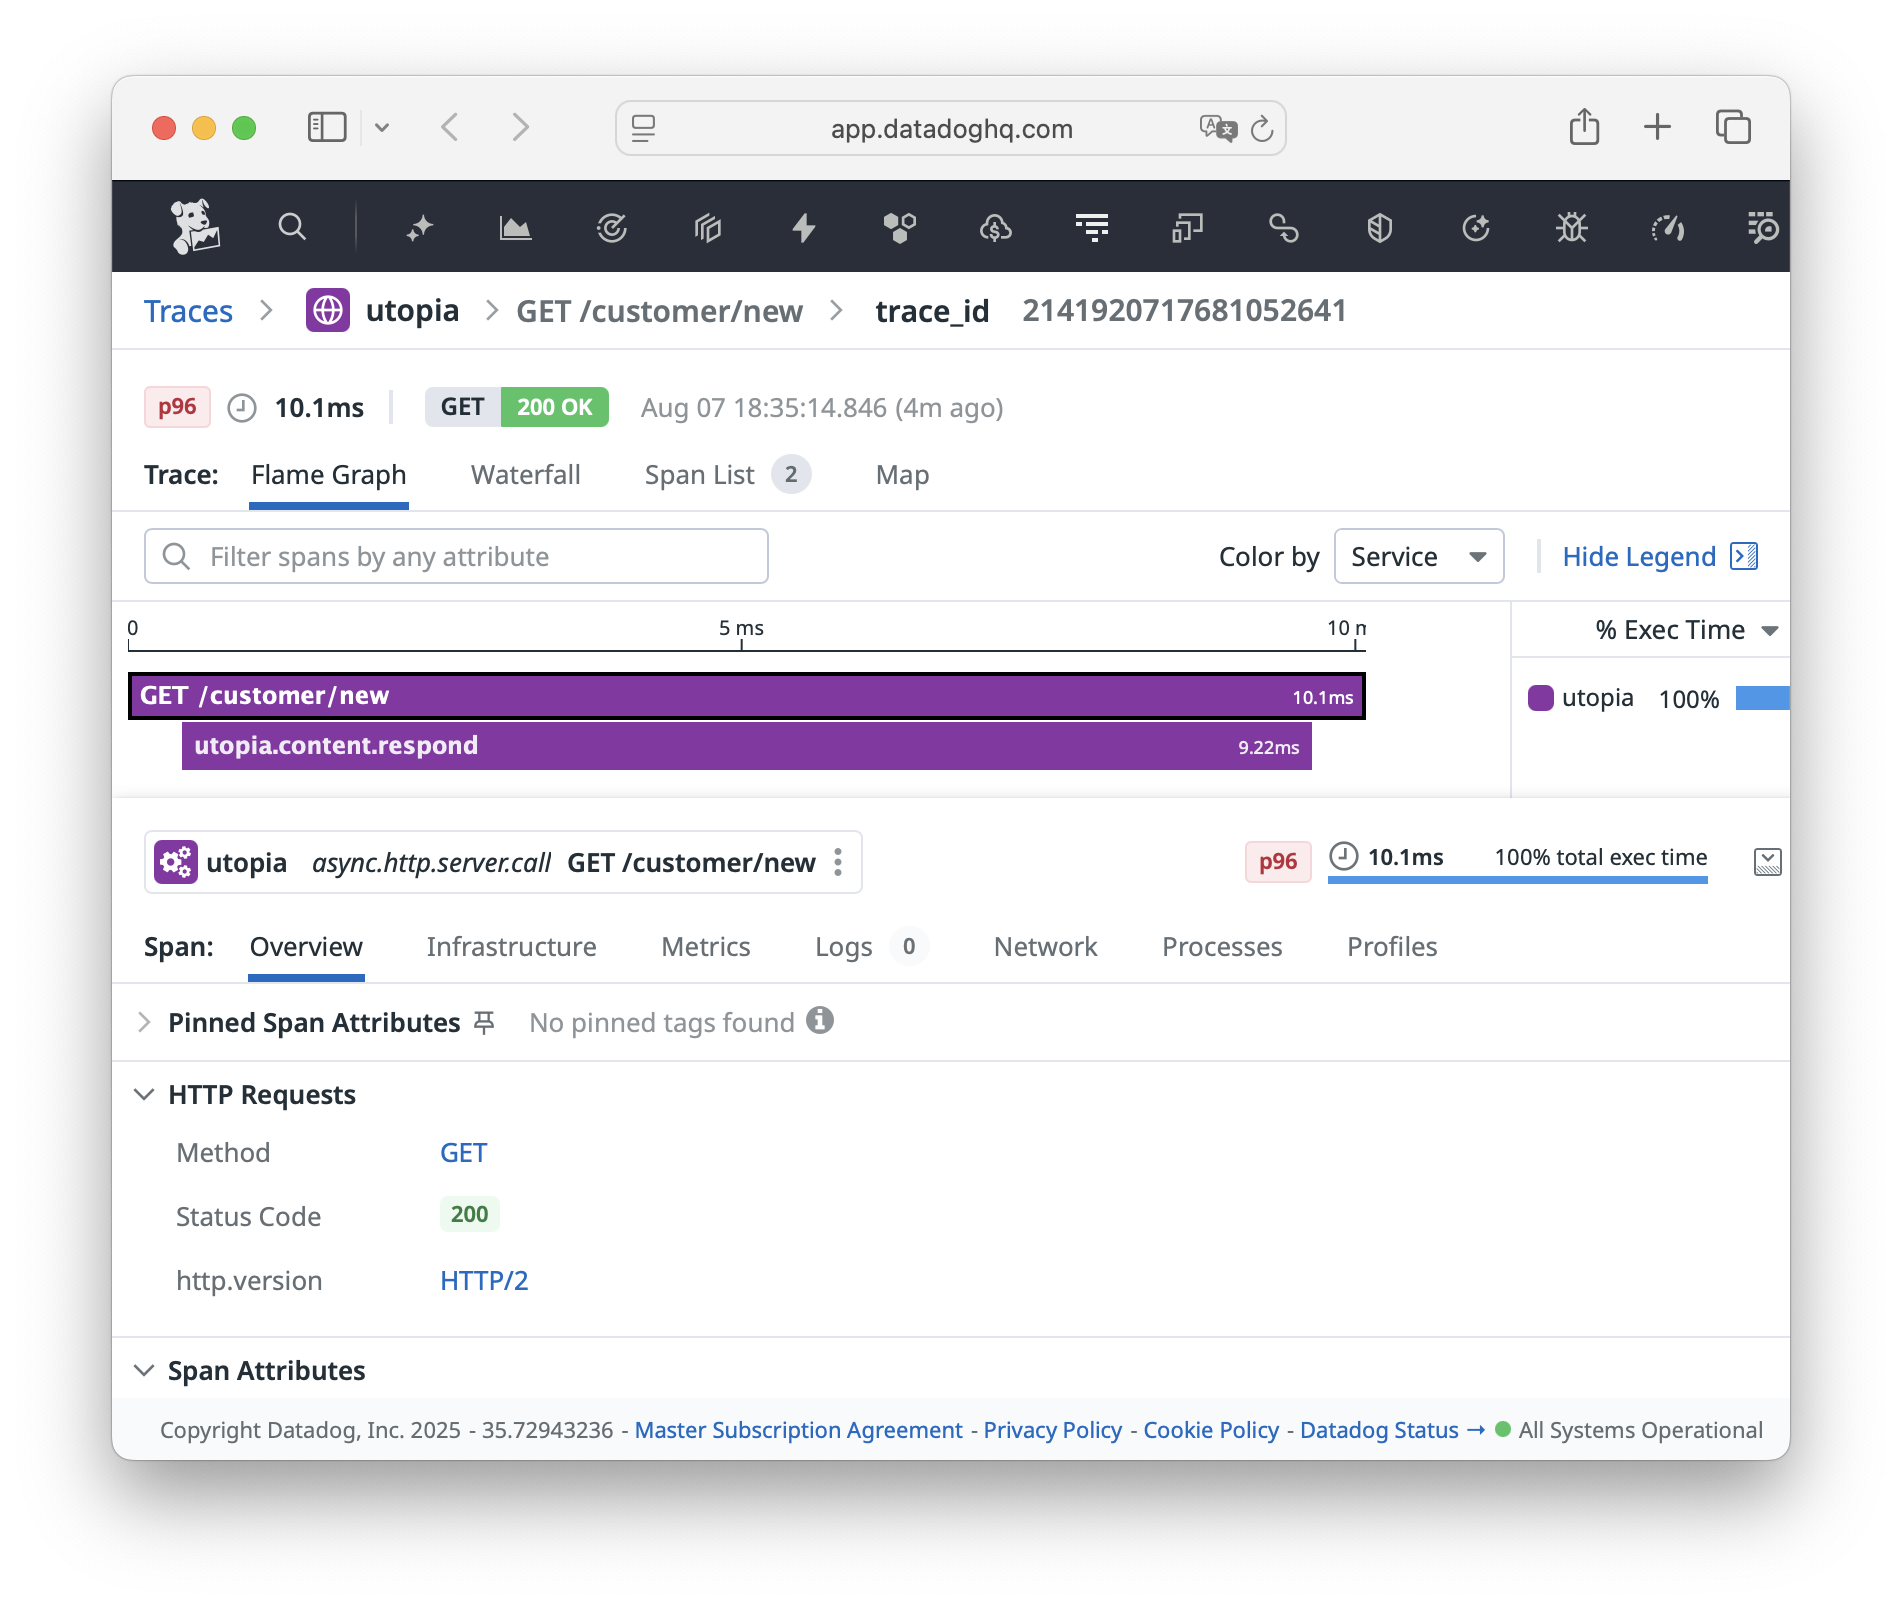 app.datadoghq.com
Traces utopia GET /customer/new trace_id 2141920717681052641
p96 10.1ms GET 200 OK Aug 07 18:35:14.846 (4m ago)
Trace: Flame Graph Waterfall Span List 2 Map
Filter spans by any attribute Color by Service Hide Legend
0 5 ms 10 m
% Exec Time
GET /customer/new 10.1ms
utopia 100%
utopia.content.respond 9.22ms
utopia async.http.server.call GET /customer/new p96 10.1ms 100% total exec time
Span: Overview Infrastructure Metrics Logs 0 Network Processes Profiles
Pinned Span Attributes No pinned tags found
HTTP Requests
Method GET
Status Code 200
http.version HTTP/2
Span Attributes
Copyright Datadog, Inc. 2025 - 35.72943236 - Master Subscription Agreement - Privacy Policy - Cookie Policy - Datadog Status → All Systems Operational